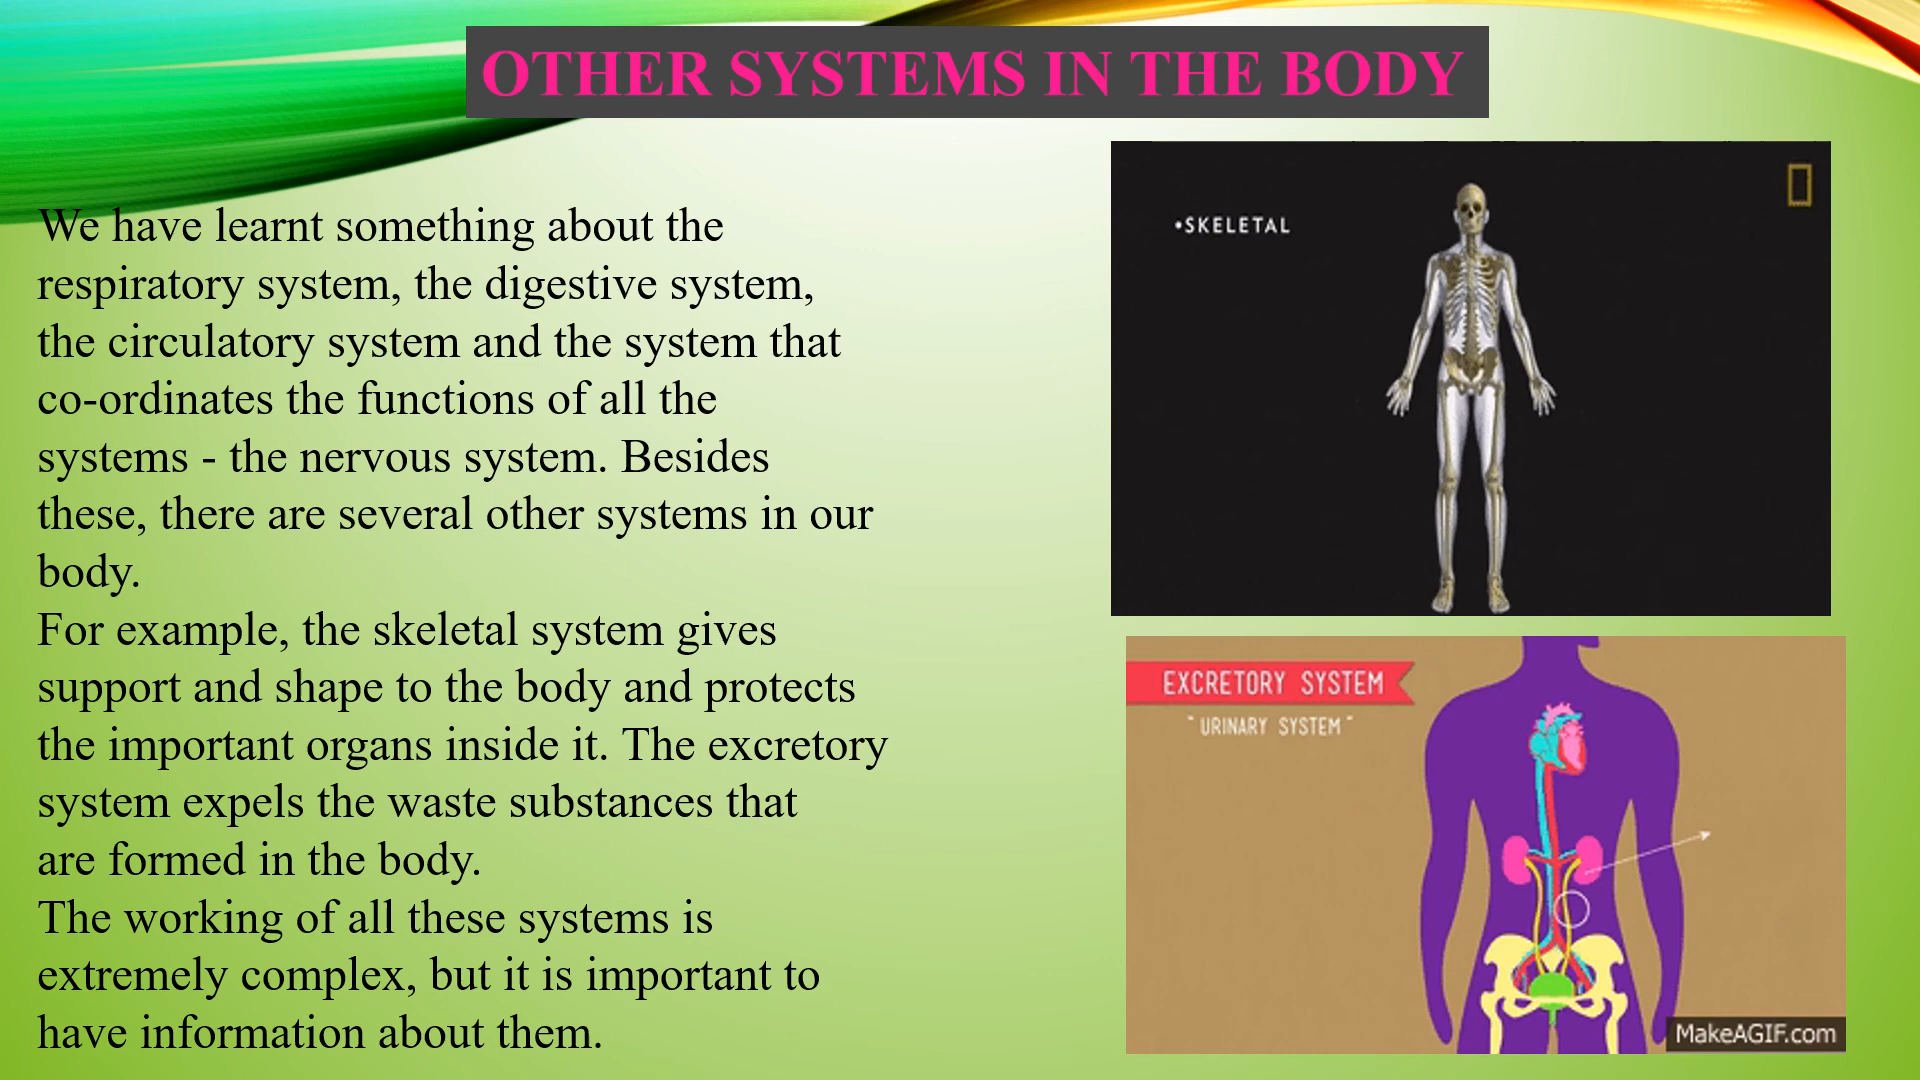 OTHER SYSTEMS IN THE BODY
We have learnt something about the
respiratory system, the digestive system,
the circulatory system and the system that
co-ordinates the functions of all the
systems - the nervous system. Besides
these, there are several other systems in our
body.
For example, the skeletal system gives
support and shape to the body and protects
the important organs inside it. The excretory
system expels the waste substances that
are formed in the body.
The working of all these systems is
extremely complex, but it is important to
have information about them.
•SKELETAL
EXCRETORY SYSTEM
"URINARY SYSTEM"
MakeAGIF.com